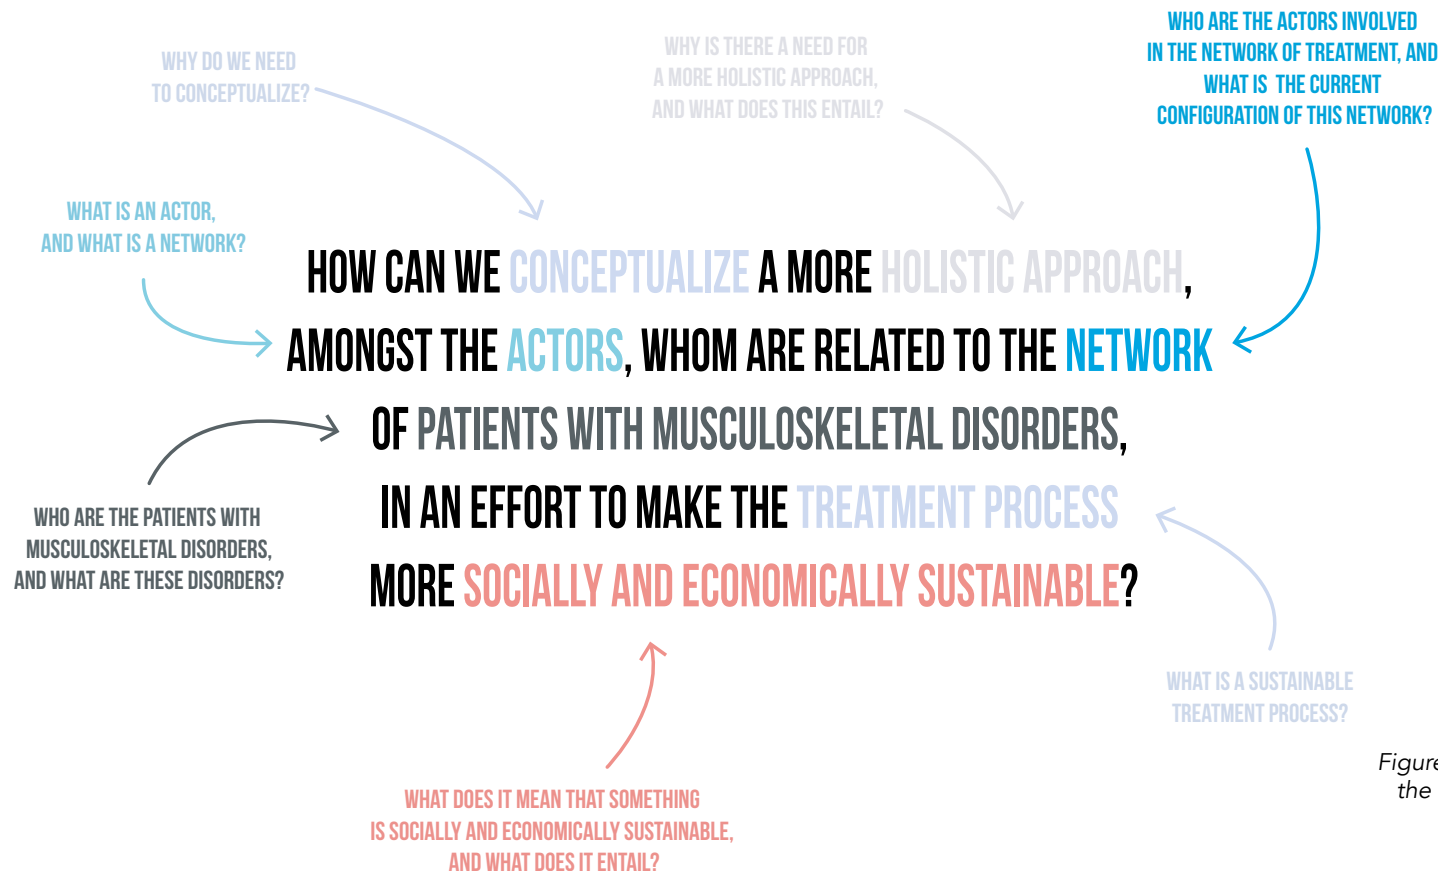 WHY DO WE NEED
TO CONCEPTUALIZE?
WHY IS THERE A NEED FOR
A MORE HOLISTIC APPROACH,
AND WHAT DOES THIS ENTAIL?
WHO ARE THE ACTORS INVOLVED
IN THE NETWORK OF TREATMENT, AND
WHAT IS THE CURRENT
CONFIGURATION OF THIS NETWORK?
WHAT IS AN ACTOR,
AND WHAT IS A NETWORK?
HOW CAN WE CONCEPTUALIZE A MORE HOLISTIC APPROACH,
AMONGST THE ACTORS, WHOM ARE RELATED TO THE NETWORK
OF PATIENTS WITH MUSCULOSKELETAL DISORDERS,
IN AN EFFORT TO MAKE THE TREATMENT PROCESS
MORE SOCIALLY AND ECONOMICALLY SUSTAINABLE?
WHO ARE THE PATIENTS WITH
MUSCULOSKELETAL DISORDERS,
AND WHAT ARE THESE DISORDERS?
WHAT IS A SUSTAINABLE
TREATMENT PROCESS?
WHAT DOES IT MEAN THAT SOMETHING
IS SOCIALLY AND ECONOMICALLY SUSTAINABLE,
AND WHAT DOES IT ENTAIL?
the